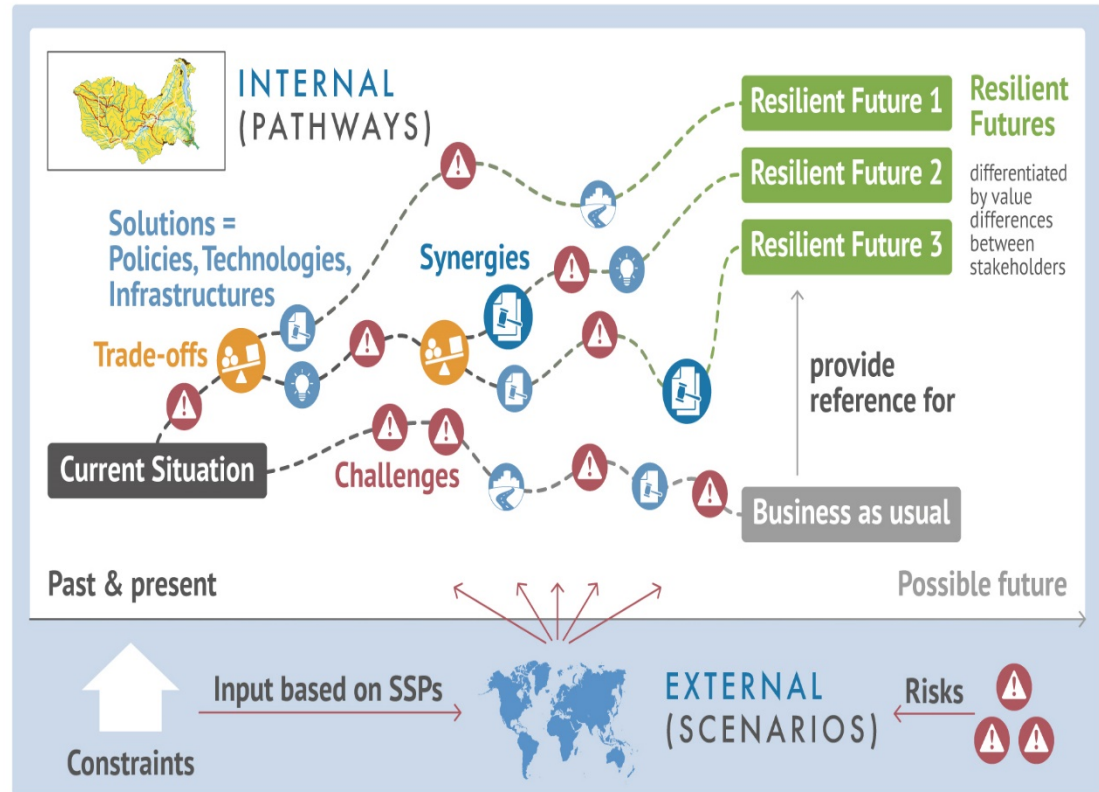 INTERNAL
(PATHWAYS)
Solutions =
Policies, Technologies,
Infrastructures
Trade-offs
Synergies
Challenges
Current Situation
Resilient Future 1
Resilient Future 2
Resilient Future 3
Resilient
Futures
differentiated
by value
differences
between
stakeholders
provide
reference for
Business as usual
Past & present
Possible future
Constraints
Input based on SSPs
EXTERNAL
(SCENARIOS)
Risks